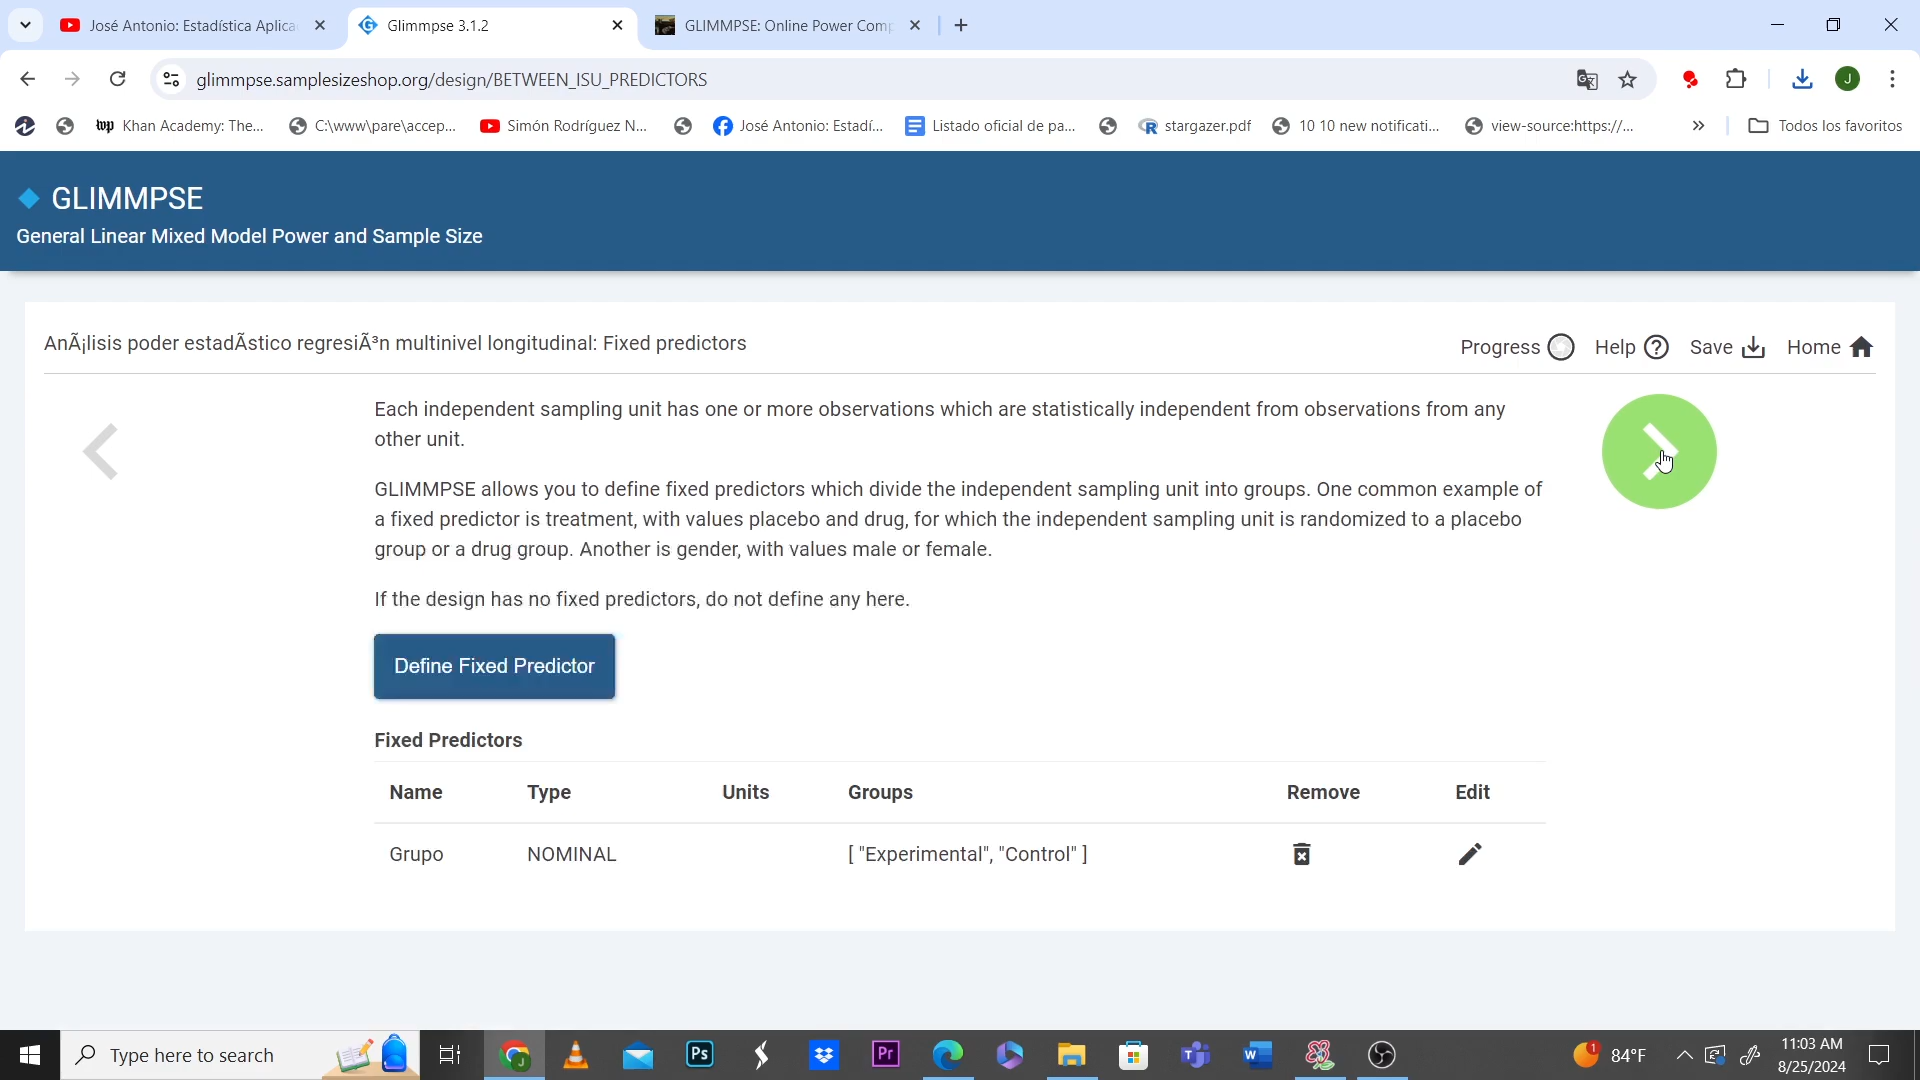 José Antonio: Estadística Aplica
Glimmpse 3.1.2
GLIMMPSE: Online Power Comp
glimmpse.samplesizeshop.org/design/BETWEEN_ISU_PREDICTORS
J
Khan Academy: The...
C:\www\pare\accep...
Simón Rodríguez N...
José Antonio: Estadí...
Listado oficial de pa...
stargazer.pdf
10 10 new notificati...
view-source:https://...
»
Todos los favoritos
GLIMMPSE
General Linear Mixed Model Power and Sample Size
AnÃ¡lisis poder estadÃstico regresiÃ³n multinivel longitudinal: Fixed predictors
Progress
Help
Save
Home
Each independent sampling unit has one or more observations which are statistically independent from observations from any
other unit.
GLIMMPSE allows you to define fixed predictors which divide the independent sampling unit into groups. One common example of
a fixed predictor is treatment, with values placebo and drug, for which the independent sampling unit is randomized to a placebo
group or a drug group. Another is gender, with values male or female.
If the design has no fixed predictors, do not define any here.
Define Fixed Predictor
Fixed Predictors
Name Type Units Groups Remove Edit
Grupo NOMINAL [ "Experimental", "Control" ]
Type here to search
Ps
Pr
1
84°F
11:03 AM
8/25/2024